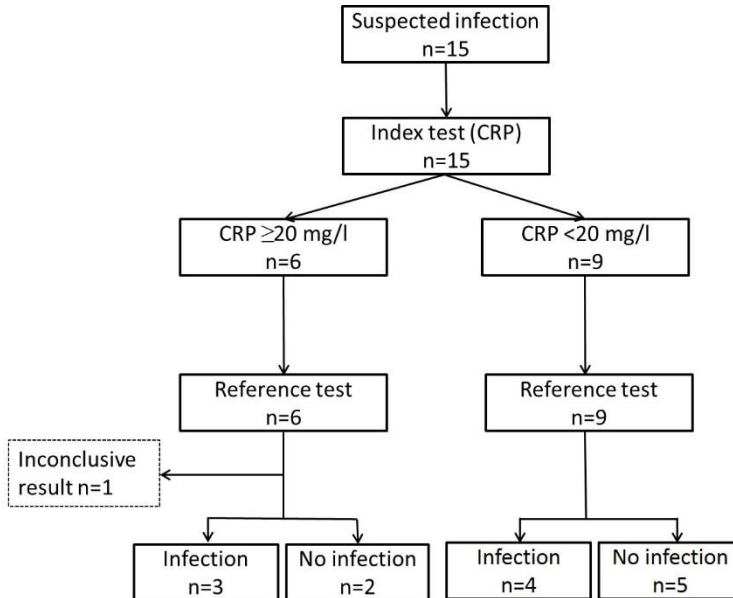 Suspected infection
n=15
Index test (CRP)
n=15
CRP ≥20 mg/l
n=6
CRP <20 mg/l
n=9
Reference test
n=6
Reference test
n=9
Inconclusive
result n=1
Infection
n=3
No infection
n=2
Infection
n=4
No infection
n=5